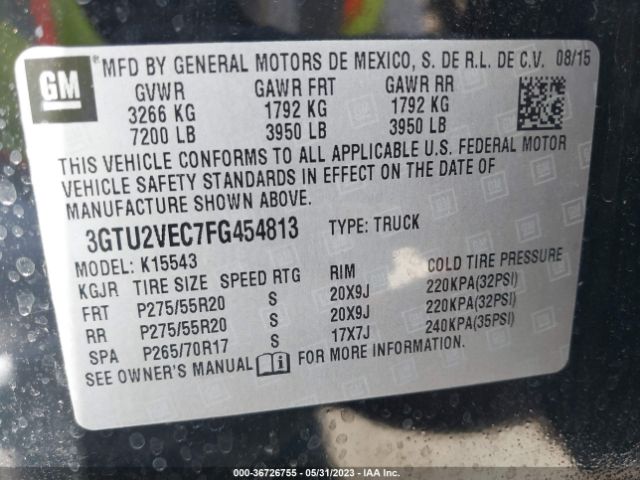 GM
MFD BY GENERAL MOTORS DE MEXICO, S. DE R.L. DE C.V. 08/15
GVWR GAWR FRT GAWR RR
3266 KG 1792 KG 1792 KG
7200 LB 3950 LB 3950 LB
THIS VEHICLE CONFORMS TO ALL APPLICABLE U.S. FEDERAL MOTOR
VEHICLE SAFETY STANDARDS IN EFFECT ON THE DATE OF
MANUFACTURE SHOWN ABOVE.
3GTU2VEC7FG454813 TYPE: TRUCK
MODEL: K15543
KGJR TIRE SIZE SPEED RTG RIM COLD TIRE PRESSURE
FRT P275/55R20 S 20X9J 220KPA(32PSI)
RR P275/55R20 S 20X9J 220KPA(32PSI)
SPA P265/70R17 S 17X7J 240KPA(35PSI)
SEE OWNER'S MANUAL FOR MORE INFORMATION.
000-36726755 - 05/31/2023 - IAA Inc.